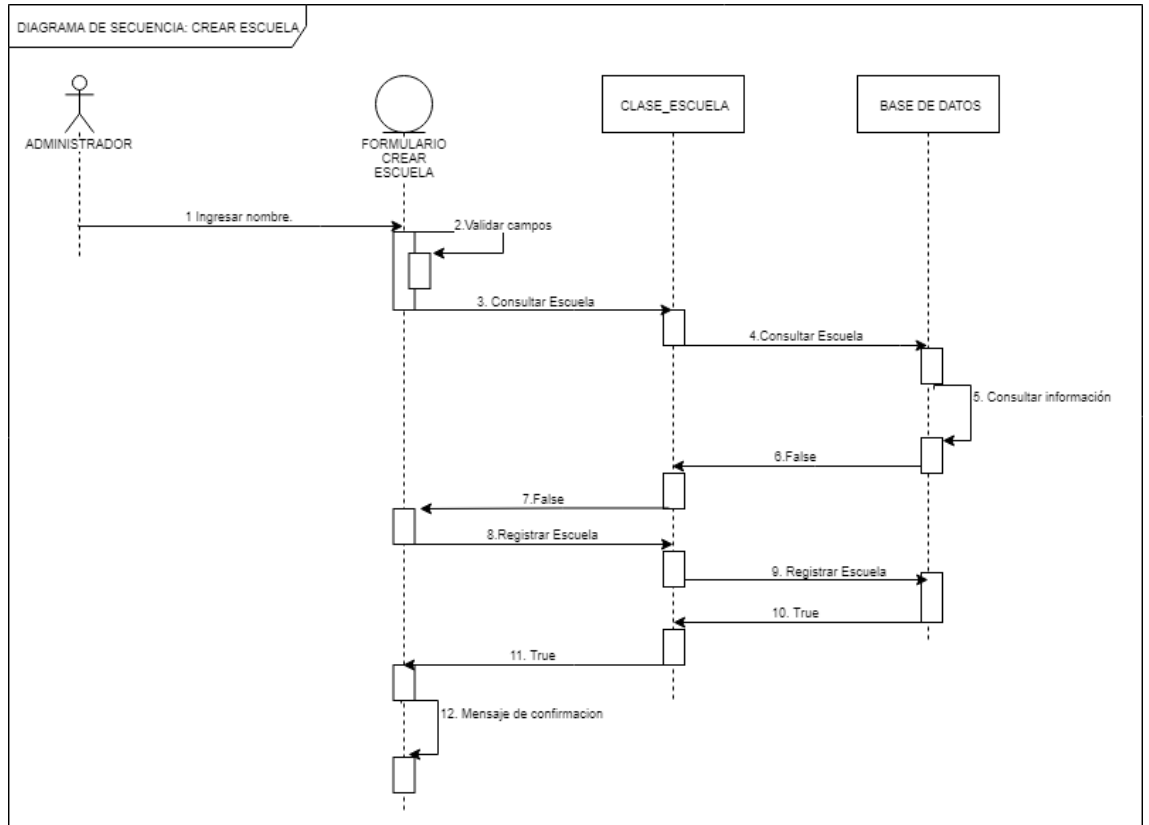 DIAGRAMA DE SECUENCIA: CREAR ESCUELA
ADMINISTRADOR
FORMULARIO
CREAR
ESCUELA
CLASE_ESCUELA
BASE DE DATOS
1 Ingresar nombre.
2.Validar campos
3. Consultar Escuela
4.Consultar Escuela
5. Consultar información
6.False
7.False
8.Registrar Escuela
9. Registrar Escuela
10. True
11. True
12. Mensaje de confirmacion